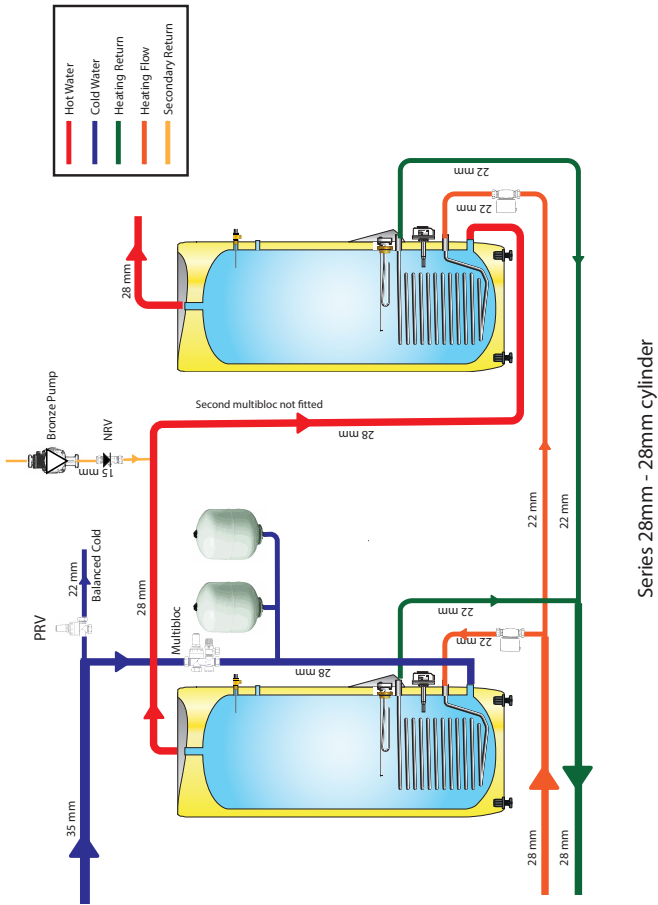 Hot Water
Cold Water
Heating Return
Heating Flow
Secondary Return
28 mm
22 mm
22 mm
Bronze Pump
NRV
15 mm
Second multibloc not fitted
28 mm
PRV
22 mm
Balanced Cold
28 mm
Multibloc
28 mm
22 mm
22 mm
22 mm
22 mm
35 mm
28 mm
28 mm
Series 28mm - 28mm cylinder